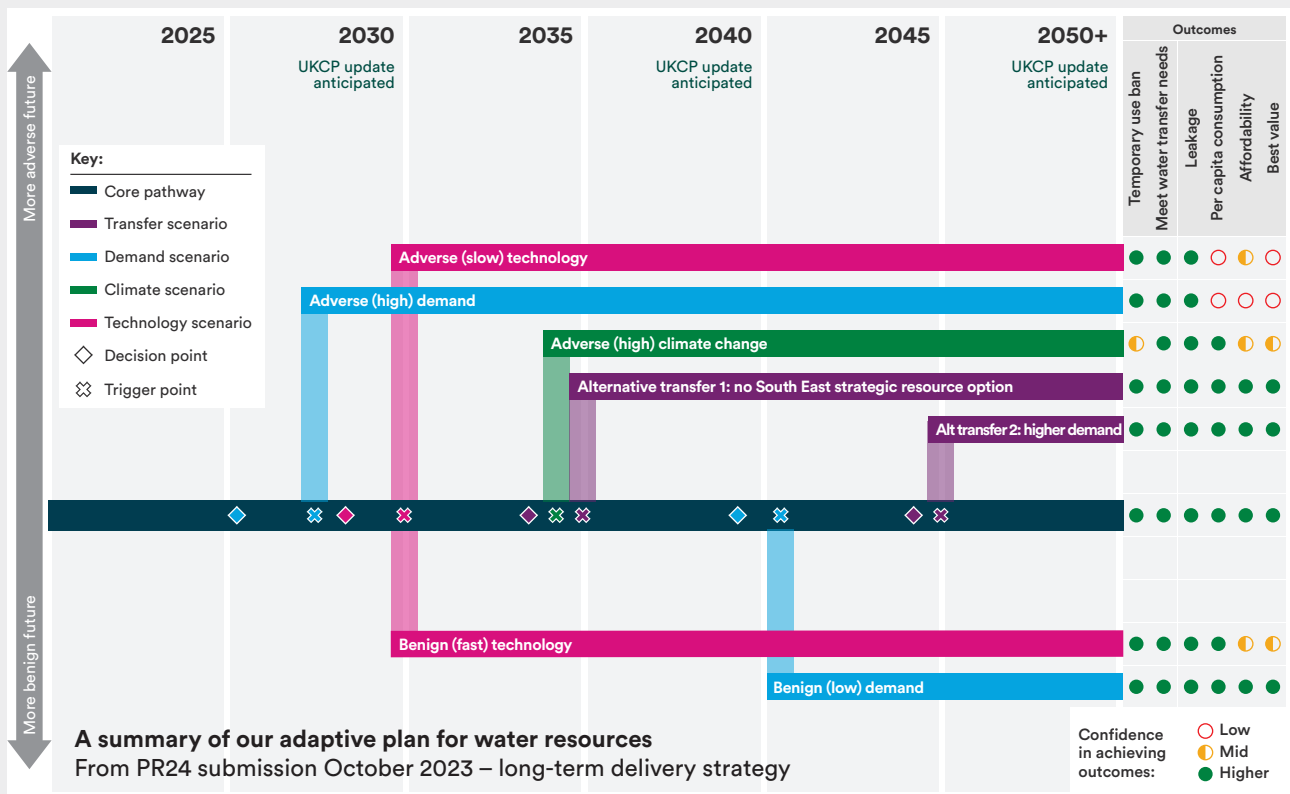 2025
2030
2035
2040
2045
2050+
UKCP update
anticipated
UKCP update
anticipated
UKCP update
anticipated
Outcomes
Temporary use ban
Meet water transfer needs
Leakage
Per capita consumption
Affordability
Best value
More adverse future
More benign future
Key:
Core pathway
Transfer scenario
Demand scenario
Climate scenario
Technology scenario
Decision point
Trigger point
Adverse (slow) technology
Adverse (high) demand
Adverse (high) climate change
Alternative transfer 1: no South East strategic resource option
Alt transfer 2: higher demand
Benign (fast) technology
Benign (low) demand
A summary of our adaptive plan for water resources
From PR24 submission October 2023 – long-term delivery strategy
Confidence
in achieving
outcomes:
Low
Mid
Higher